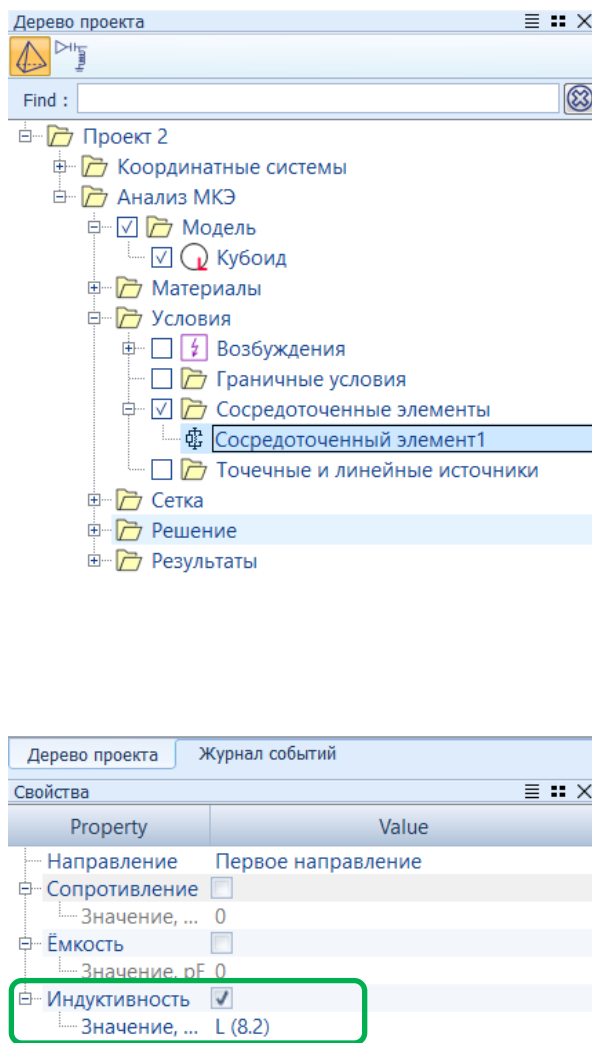 Дерево проекта
Find :
Проект 2
Координатные системы
Анализ МКЭ
Модель
Кубоид
Материалы
Условия
Возбуждения
Граничные условия
Сосредоточенные элементы
Сосредоточенный элемент1
Точечные и линейные источники
Сетка
Решение
Результаты
Дерево проекта Журнал событий
Свойства
Property Value
Направление Первое направление
Сопротивление
Значение, ... 0
Ёмкость
Значение, pF 0
Индуктивность
Значение, ... L (8.2)